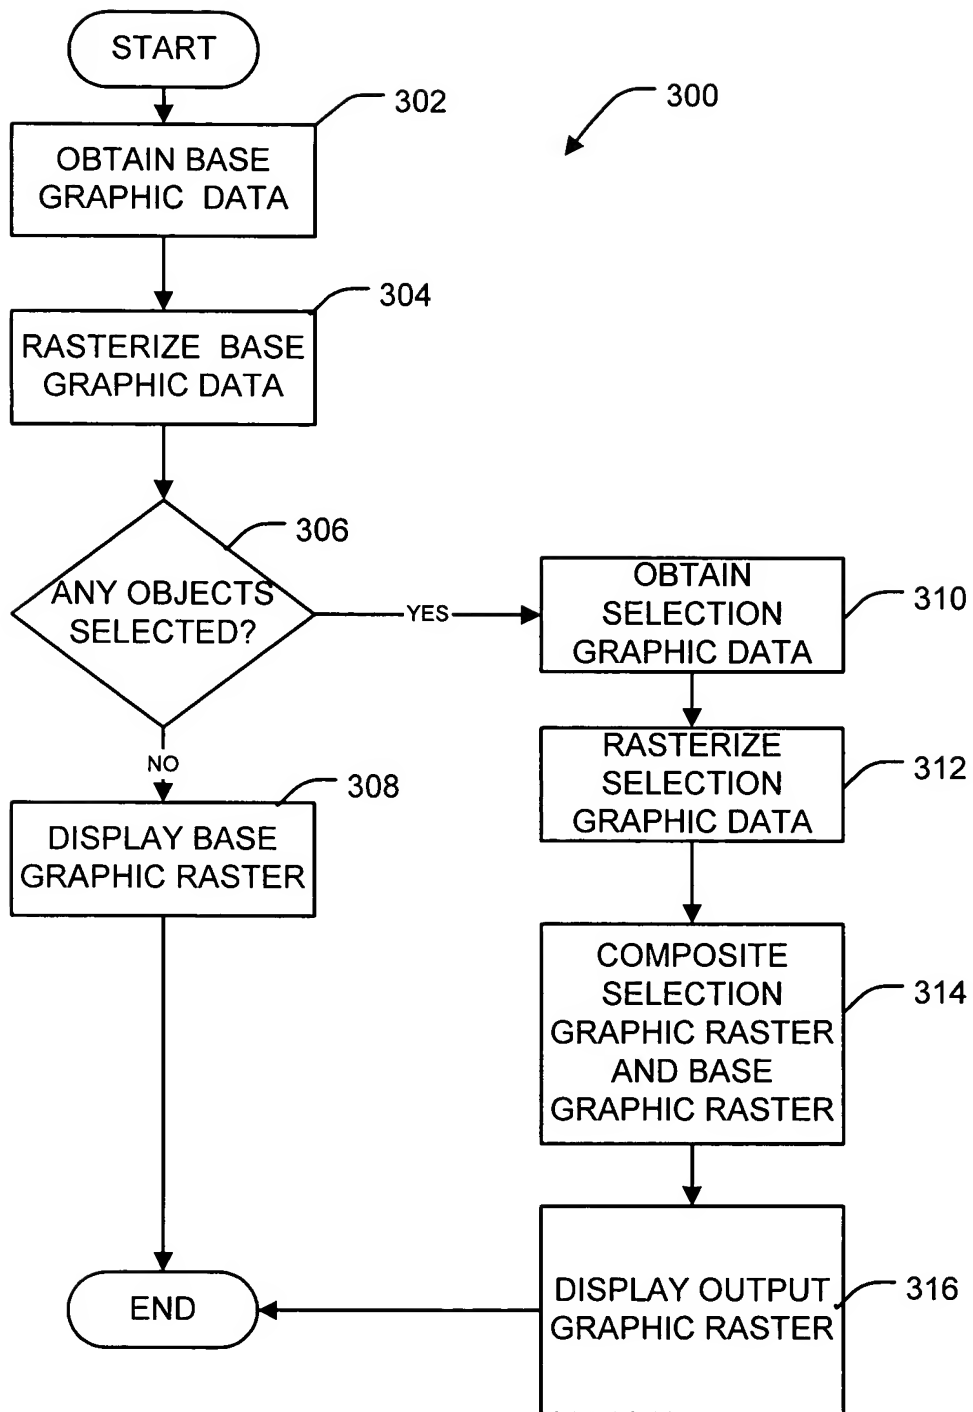 START
302
300
OBTAIN BASE
GRAPHIC DATA
304
RASTERIZE BASE
GRAPHIC DATA
306
ANY OBJECTS
SELECTED?
YES
OBTAIN
SELECTION
GRAPHIC DATA
310
RASTERIZE
SELECTION
GRAPHIC DATA
312
NO
308
DISPLAY BASE
GRAPHIC RASTER
COMPOSITE
SELECTION
GRAPHIC RASTER
AND BASE
GRAPHIC RASTER
314
DISPLAY OUTPUT
GRAPHIC RASTER
316
END